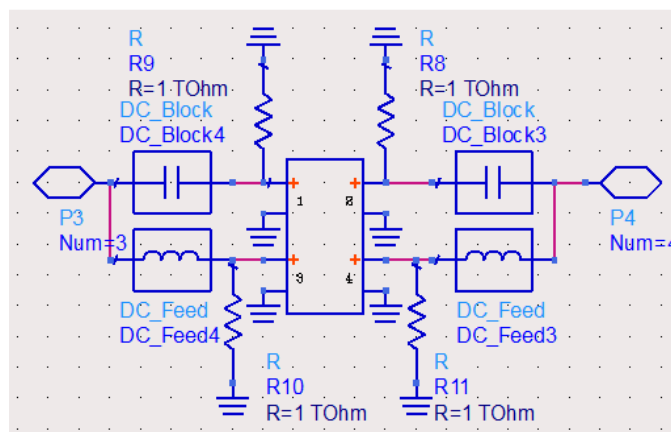 R
R9
R=1 TOhm
DC_Block
DC_Block4
R
R8
R=1 TOhm
DC_Block
DC_Block3
P3
Num=3
1
2
3
4
P4
Num=4
DC_Feed
DC_Feed4
DC_Feed
DC_Feed3
R
R10
R=1 TOhm
R
R11
R=1 TOhm